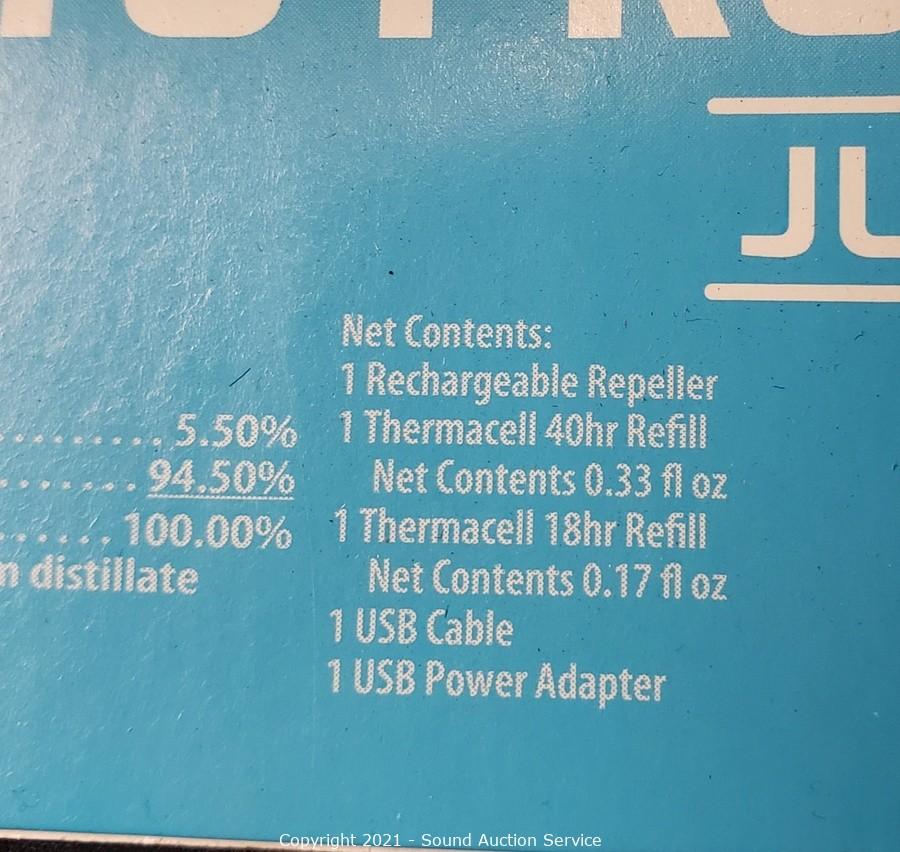 JU
Net Contents:
1 Rechargeable Repeller
1 Thermacell 40hr Refill
Net Contents 0.33 fl oz
1 Thermacell 18hr Refill
Net Contents 0.17 fl oz
1 USB Cable
1 USB Power Adapter
.......... 5.50%
........ 94.50%
...... 100.00%
distillate
Copyright 2021 - Sound Auction Service